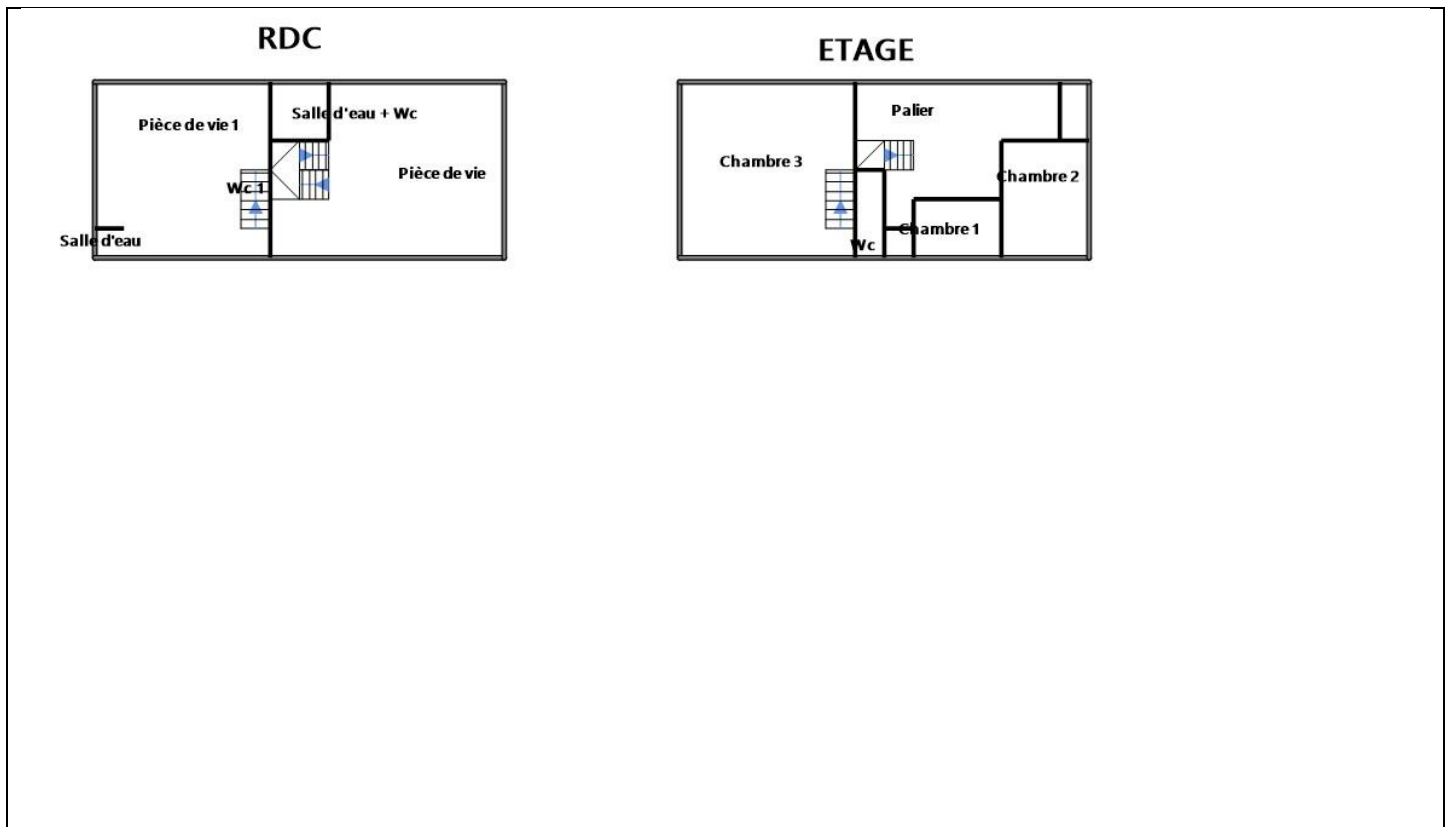 RDC
Pièce de vie 1
Salle d'eau + Wc
Pièce de vie
Wc 1
Salle d'eau
ETAGE
Palier
Chambre 3
Chambre 2
Chambre 1
Wc